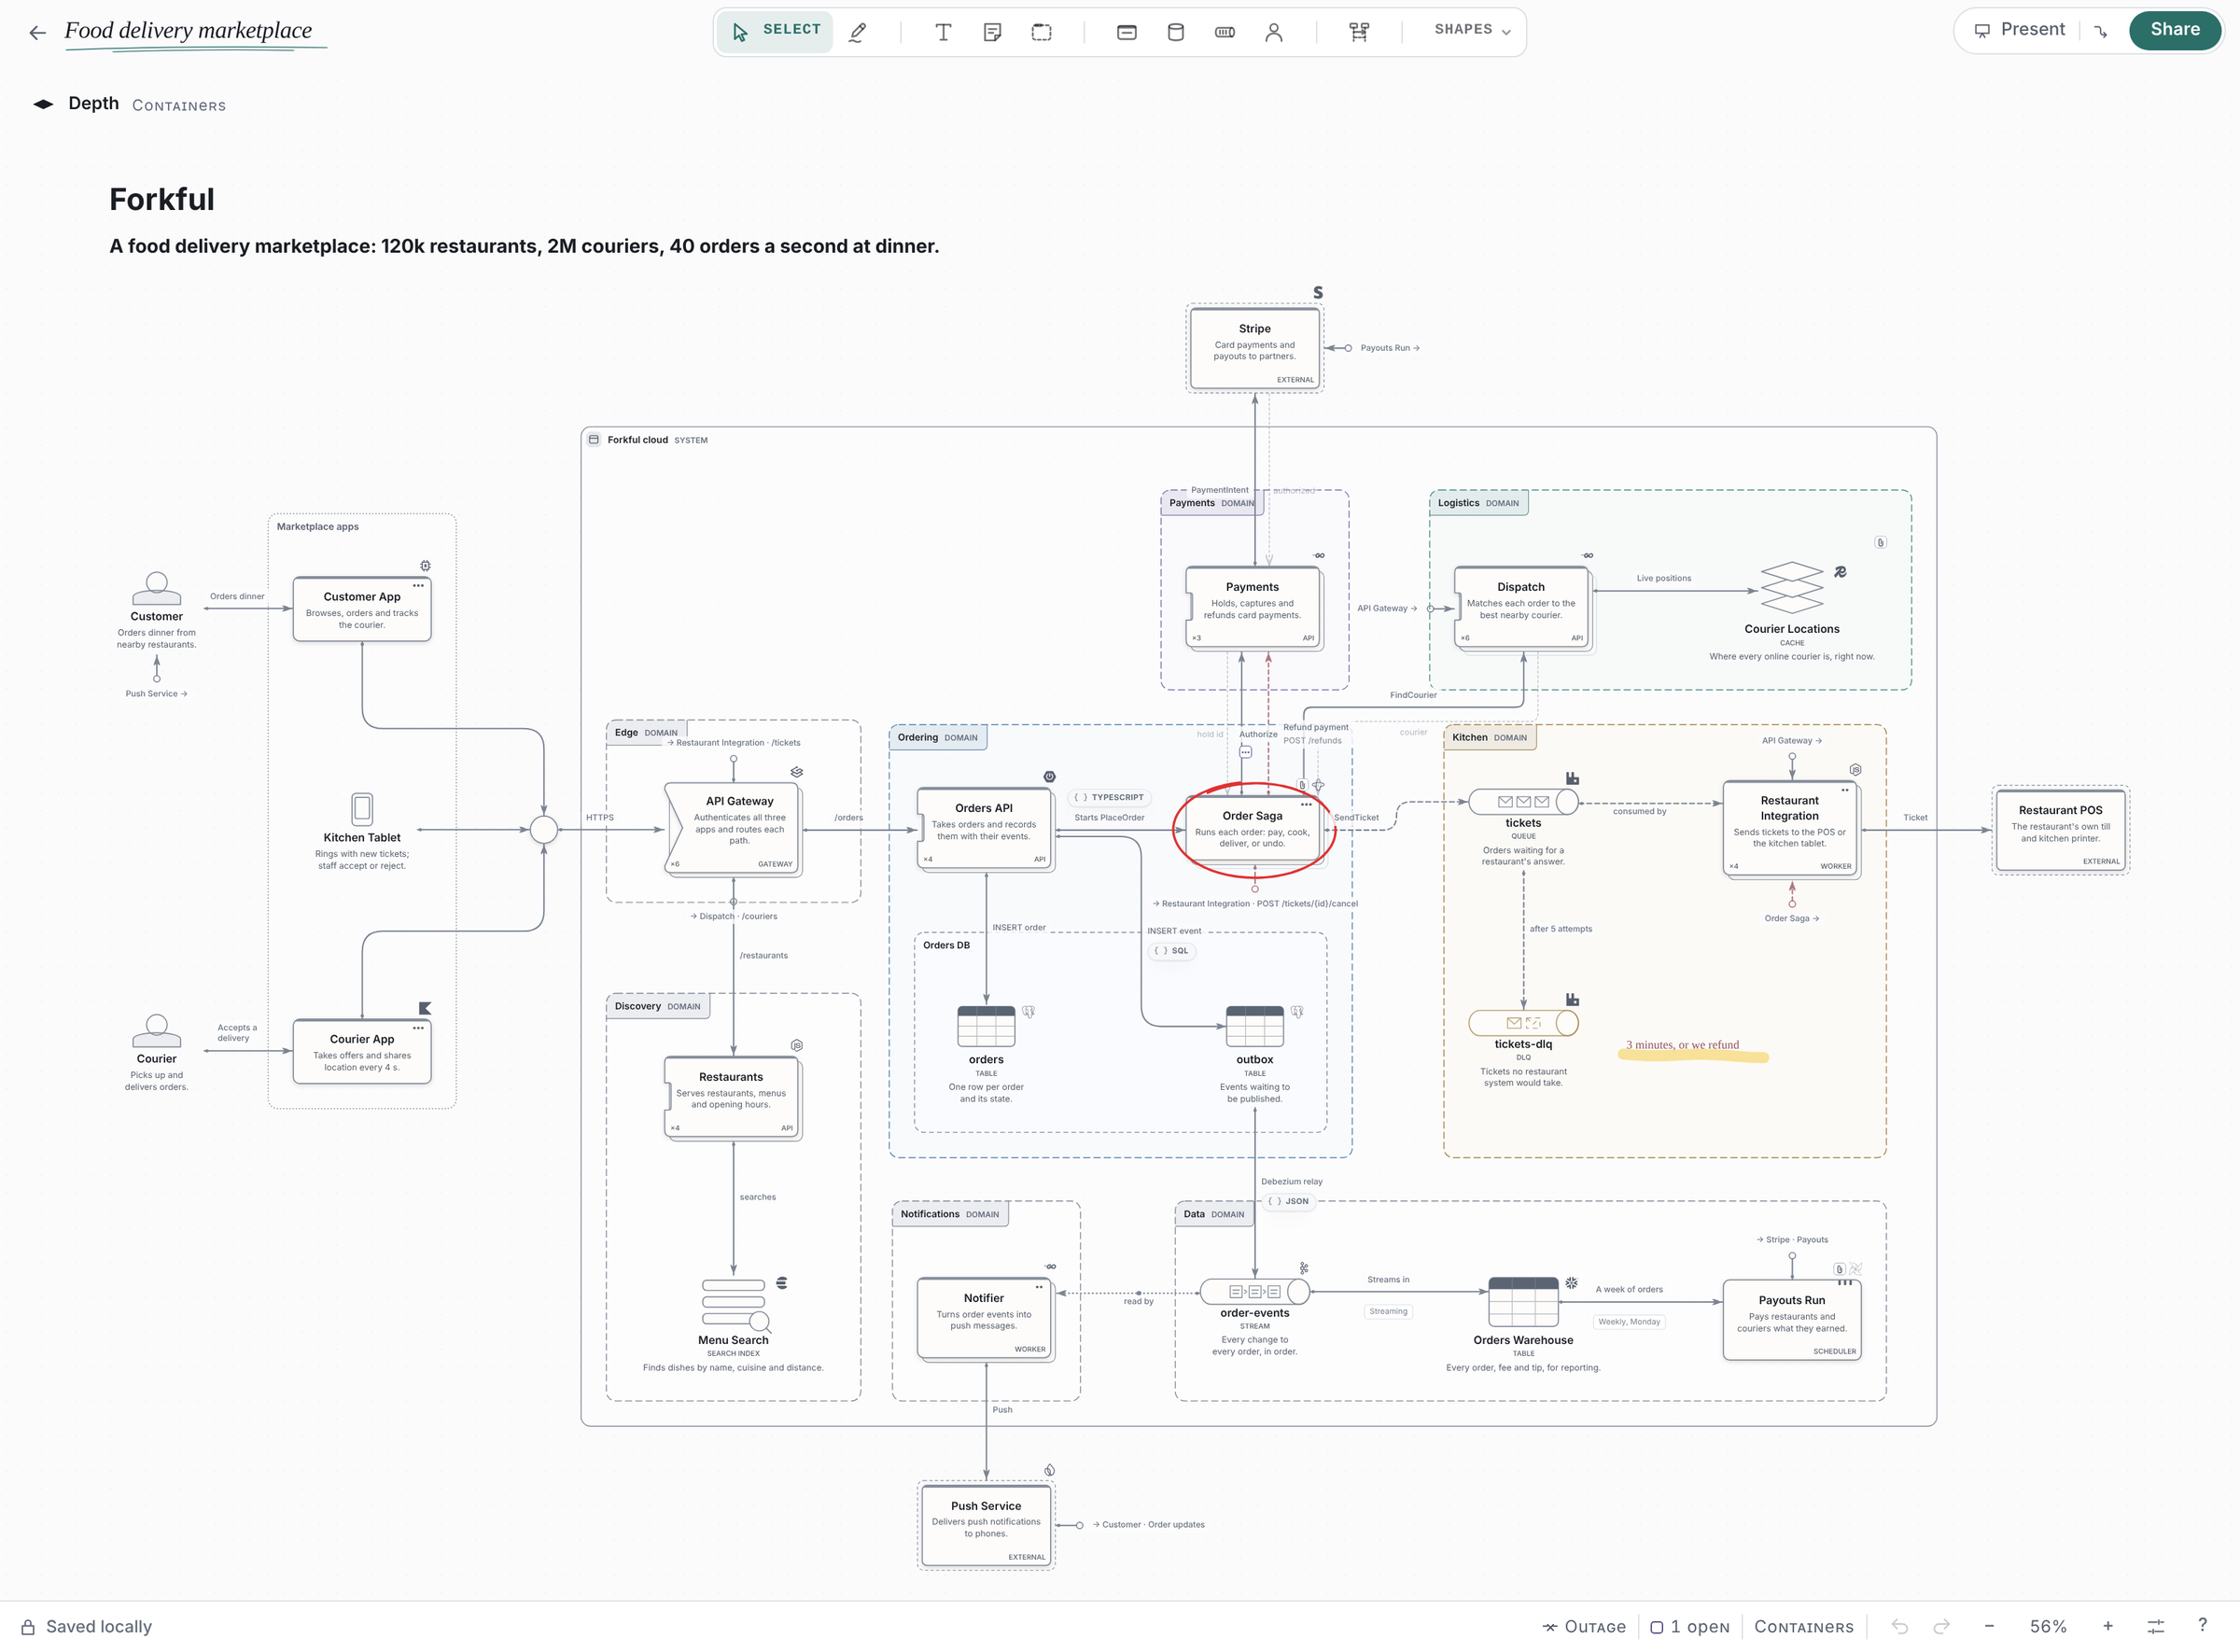 Food delivery marketplace
SELECT
T
SHAPES
Present
Share
Depth Containers
Forkful
A food delivery marketplace: 120k restaurants, 2M couriers, 40 orders a second at dinner.
S
Stripe
Card payments and
payouts to partners.
EXTERNAL
Payouts Run →
Forkful cloud SYSTEM
PaymentIntent
authorized
Payments DOMAIN
Payments
Holds, captures and
refunds card payments.
×3 API
Logistics DOMAIN
API Gateway →
Dispatch
Matches each order to the
best nearby courier.
×6 API
Live positions
Courier Locations
CACHE
Where every online courier is, right now.
Marketplace apps
Customer
Orders dinner from
nearby restaurants.
Push Service →
Orders dinner
Customer App
Browses, orders and tracks
the courier.
Kitchen Tablet
Rings with new tickets;
staff accept or reject.
Courier
Picks up and
delivers orders.
Accepts a
delivery
Courier App
Takes offers and shares
location every 4 s.
HTTPS
Edge DOMAIN
→ Restaurant Integration · /tickets
API Gateway
Authenticates all three
apps and routes each
path.
×6 GATEWAY
→ Dispatch · /couriers
/orders
/restaurants
Discovery DOMAIN
Restaurants
Serves restaurants, menus
and opening hours.
×4 API
searches
Menu Search
SEARCH INDEX
Finds dishes by name, cuisine and distance.
Ordering DOMAIN
Orders API
Takes orders and records
them with their events.
×4 API
{ } TYPESCRIPT
Starts PlaceOrder
hold id
Authorize
Refund payment
POST /refunds
FindCourier
courier
Order Saga
Runs each order: pay, cook,
deliver, or undo.
SendTicket
→ Restaurant Integration · POST /tickets/{id}/cancel
INSERT order
INSERT event
{ } SQL
Orders DB
orders
TABLE
One row per order
and its state.
outbox
TABLE
Events waiting to
be published.
Kitchen DOMAIN
tickets
QUEUE
Orders waiting for a
restaurant's answer.
consumed by
API Gateway →
Restaurant
Integration
Sends tickets to the POS or
the kitchen tablet.
×4 WORKER
Order Saga →
after 5 attempts
tickets-dlq
DLQ
Tickets no restaurant
system would take.
3 minutes, or we refund
Ticket
Restaurant POS
The restaurant's own till
and kitchen printer.
EXTERNAL
Debezium relay
{ } JSON
Notifications DOMAIN
Notifier
Turns order events into
push messages.
WORKER
read by
Data DOMAIN
order-events
STREAM
Every change to
every order, in order.
Streams in
Streaming
Orders Warehouse
TABLE
Every order, fee and tip, for reporting.
A week of orders
Weekly, Monday
→ Stripe · Payouts
Payouts Run
Pays restaurants and
couriers what they earned.
SCHEDULER
Push
Push Service
Delivers push notifications
to phones.
EXTERNAL
→ Customer · Order updates
Saved locally
Outage
1 open
Containers
− 56% + ?